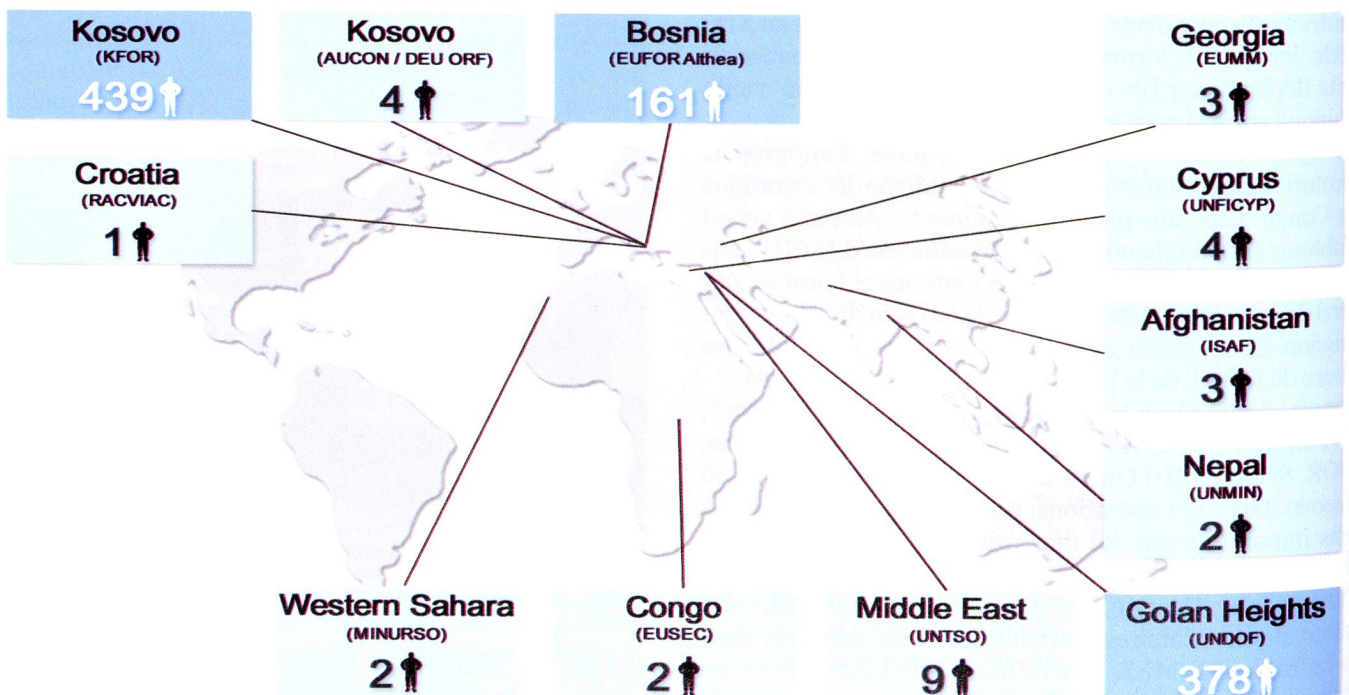 Kosovo
(KFOR)
439
Kosovo
(AUCON / DEU ORF)
4
Bosnia
(EUFOR Althea)
161
Georgia
(EUMM)
3
Croatia
(RACVIAC)
1
Cyprus
(UNFICYP)
4
Afghanistan
(ISAF)
3
Nepal
(UNMIN)
2
Western Sahara
(MINURSO)
2
Congo
(EUSEC)
2
Middle East
(UNTSO)
9
Golan Heights
(UNDOF)
378